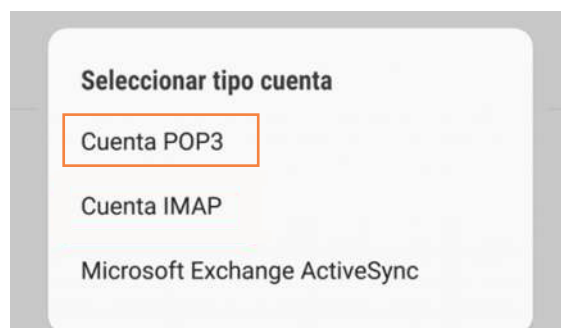 Seleccionar tipo cuenta
Cuenta POP3
Cuenta IMAP
Microsoft Exchange ActiveSync